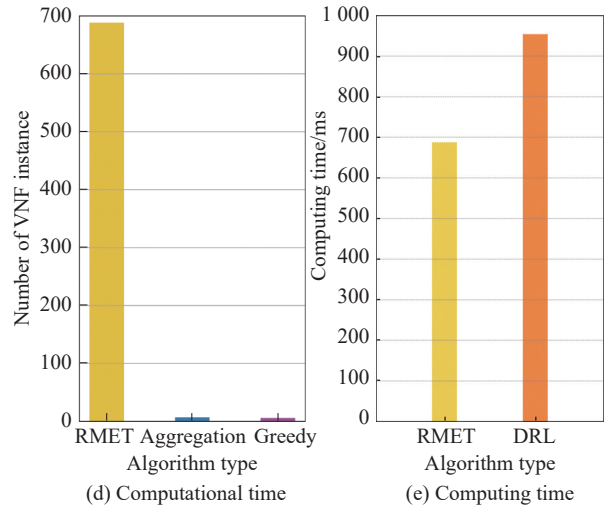 700
600
500
400
300
200
100
0
Number of VNF instance
RMET Aggregation Greedy
Algorithm type
(d) Computational time
1 000
900
800
700
600
500
400
300
200
100
0
Computing time/ms
RMET DRL
Algorithm type
(e) Computing time